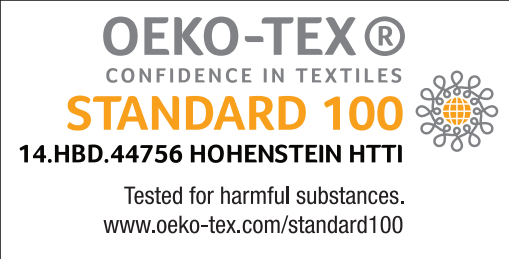 OEKO-TEX®
CONFIDENCE IN TEXTILES
STANDARD 100
14.HBD.44756 HOHENSTEIN HTTI
Tested for harmful substances.
www.oeko-tex.com/standard100